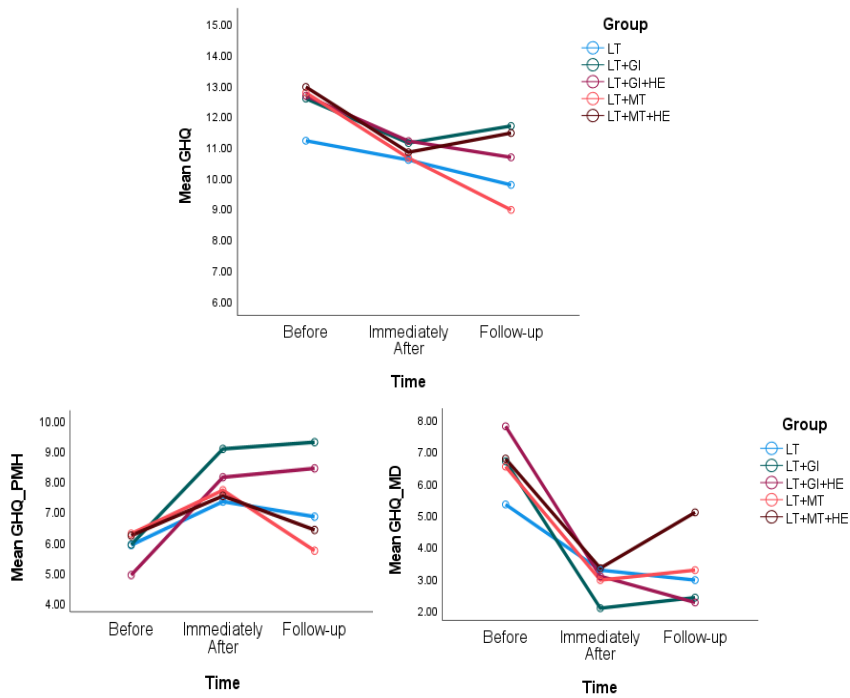 15.00
14.00
13.00
12.00
11.00
10.00
9.00
8.00
7.00
6.00
Mean GHQ
Before
Immediately
After
Follow-up
Time
Group
LT
LT+GI
LT+GI+HE
LT+MT
LT+MT+HE
10.00
9.00
8.00
7.00
6.00
5.00
4.00
Mean GHQ_PMH
Before
Immediately
After
Follow-up
Time
8.00
7.00
6.00
5.00
4.00
3.00
2.00
Mean GHQ_MD
Before
Immediately
After
Follow-up
Time
Group
LT
LT+GI
LT+GI+HE
LT+MT
LT+MT+HE